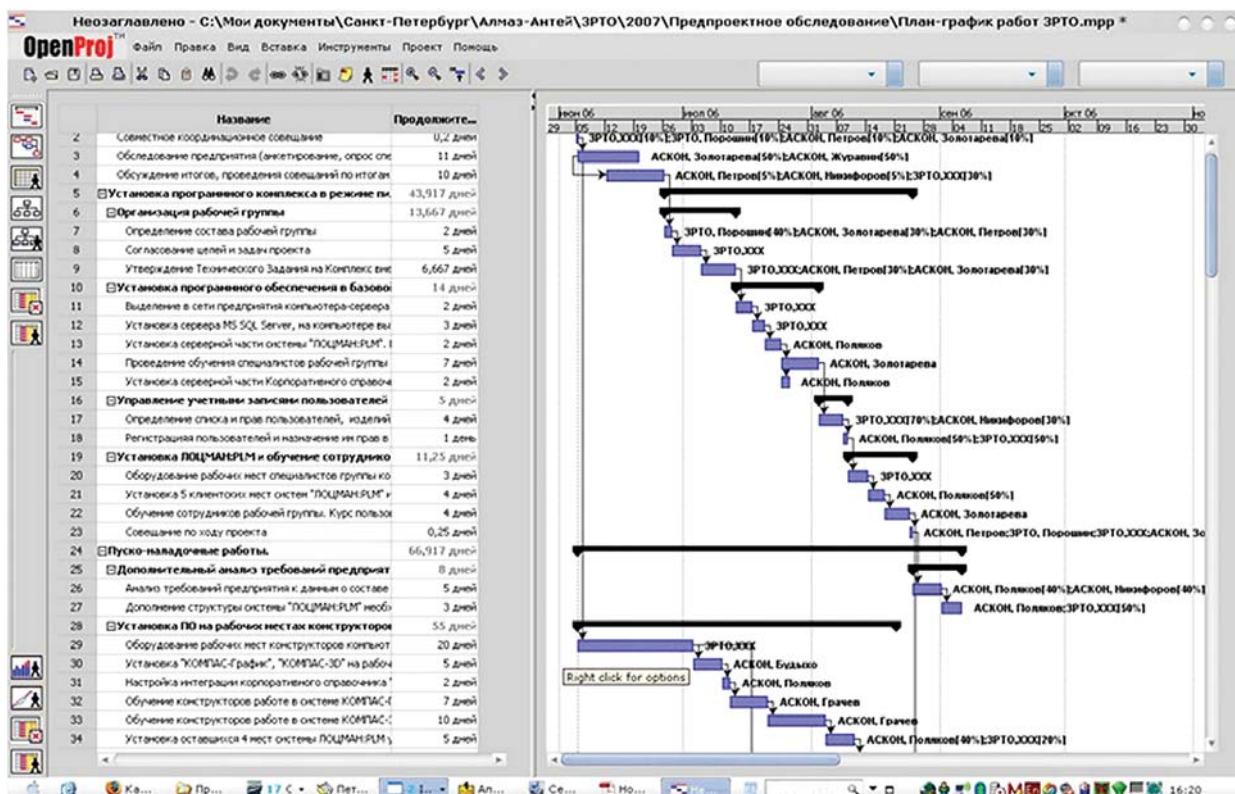 Неозаглавлено - C:\Мои документы\Санкт-Петербург\Алмаз-Антей\ЗРТО\2007\Предпроектное обследование\План-график работ ЗРТО.mpp *
OpenProj™ Файл Правка Вид Вставка Инструменты Проект Помощь
Название Продолжите...
июн 06 июл 06 авг 06 сен 06 окт 06 но
29 05 12 19 26 03 10 17 24 31 07 14 21 28 04 11 18 25 02 09 16 23 30
2 Совместное координационное совещание 0,2 дней ЗРТО,XXX[10%];ЗРТО, Порошин[10%];АСКОН, Петров[10%];АСКОН, Золотарева[10%]
3 Обследование предприятия (анкетирование, опрос спе 11 дней АСКОН, Золотарева[50%];АСКОН, Журавин[50%]
4 Обсуждение итогов, проведения совещаний по итогам 10 дней АСКОН, Петров[5%];АСКОН, Никифоров[5%];ЗРТО,XXX[30%]
5 Установка программного комплекса в режиме пи. 43,917 дней
6 Организация рабочей группы 13,667 дней
7 Определение состава рабочей группы 2 дней ЗРТО, Порошин[40%];АСКОН, Золотарева[30%];АСКОН, Петров[30%]
8 Согласование целей и задач проекта 5 дней ЗРТО,XXX
9 Утверждение Технического Задания на Комплекс вне 6,667 дней ЗРТО,XXX;АСКОН, Петров[30%];АСКОН, Золотарева[30%]
10 Установка программного обеспечения в базово 14 дней
11 Выделение в сети предприятия компьютера-сервера 2 дней ЗРТО,XXX
12 Установка сервера MS SQL Server, на компьютере вы 3 дней ЗРТО,XXX
13 Установка серверной части системы "ЛОЦМАН:PLM". 2 дней АСКОН, Поляков
14 Проведение обучения специалистов рабочей группы 7 дней АСКОН, Золотарева
15 Установка серверной части Корпоративного справоч 2 дней АСКОН, Поляков
16 Управление учетными записями пользователей 5 дней
17 Определение списка и прав пользователей, изделий 4 дней ЗРТО,XXX[70%];АСКОН, Никифоров[30%]
18 Регистрацияя пользователей и назначение им прав в 1 день АСКОН, Поляков[50%];ЗРТО,XXX[50%]
19 Установка ЛОЦМАН:PLM и обучение сотруднико 11,25 дней
20 Оборудование рабочих мест специалистов группы ко 3 дней ЗРТО,XXX
21 Установка 5 клиентских мест систем "ЛОЦМАН:PLM" и 4 дней АСКОН, Поляков[50%]
22 Обучение сотрудников рабочей группы. Курс пользов 4 дней АСКОН, Золотарева
23 Совещание по ходу проекта 0,25 дней АСКОН, Петров;ЗРТО, Порошин;ЗРТО,XXX;АСКОН, Зо
24 Пуско-наладочные работы. 66,917 дней
25 Дополнительный анализ требований предприят 8 дней
26 Анализ требований предприятия к данным о составе 5 дней АСКОН, Поляков[40%];АСКОН, Никифоров[40%]
27 Дополнение структуры системы "ЛОЦМАН:PLM" необх 3 дней АСКОН, Поляков;ЗРТО,XXX[50%]
28 Установка ПО на рабочих местах конструкторов 55 дней
29 Оборудование рабочих мест конструкторов компьют 20 дней ЗРТО,XXX
30 Установка "КОМПАС-График", "КОМПАС-3D" на рабоч 5 дней АСКОН, Будыхо
Right click for options
31 Настройка интеграции корпоративного справочника " 2 дней АСКОН, Поляков
32 Обучение конструкторов работе в системе КОМПАС-Г 7 дней АСКОН, Грачев
33 Обучение конструкторов работе в системе КОМПАС-3 10 дней АСКОН, Грачев
34 Установка оставшихся 4 мест системы ЛОЦМАН:PLM у 5 дней АСКОН, Поляков[40%];ЗРТО,XXX[20%]
Ка... Пр... 17 С Пет... Ал... Се... Но... 16:20